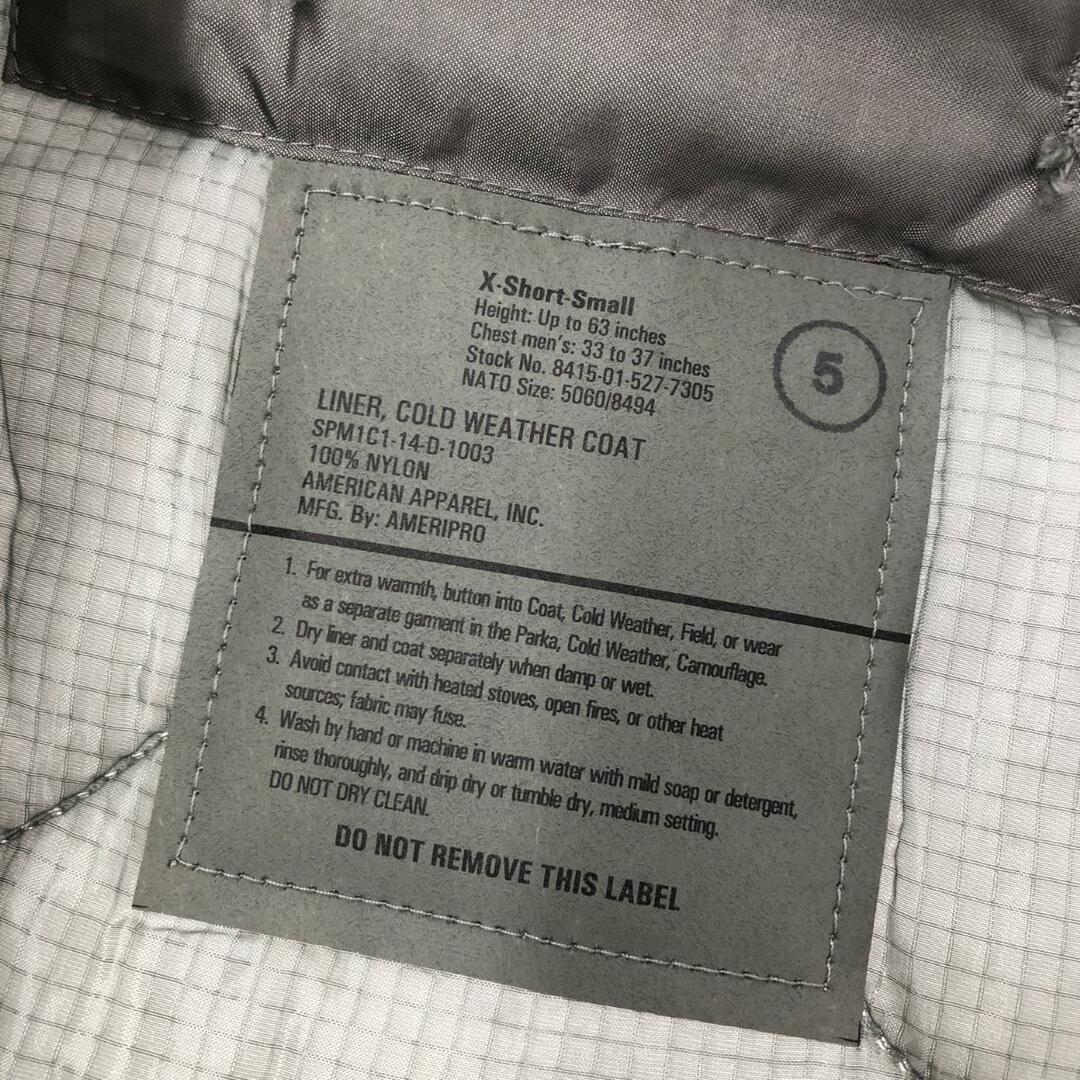 X-Short-Small
Height: Up to 63 inches
Chest men's: 33 to 37 inches
Stock No. 8415-01-527-7305
NATO Size: 5060/8494
5
LINER, COLD WEATHER COAT
SPM1C1-14-D-1003
100% NYLON
AMERICAN APPAREL, INC.
MFG. By: AMERIPRO
1. For extra warmth, button into Coat, Cold Weather, Field, or wear
as a separate garment in the Parka, Cold Weather, Camouflage.
2. Dry liner and coat separately when damp or wet.
3. Avoid contact with heated stoves, open fires, or other heat
sources; fabric may fuse.
4. Wash by hand or machine in warm water with mild soap or detergent,
rinse thoroughly, and drip dry or tumble dry, medium setting.
DO NOT DRY CLEAN.
DO NOT REMOVE THIS LABEL